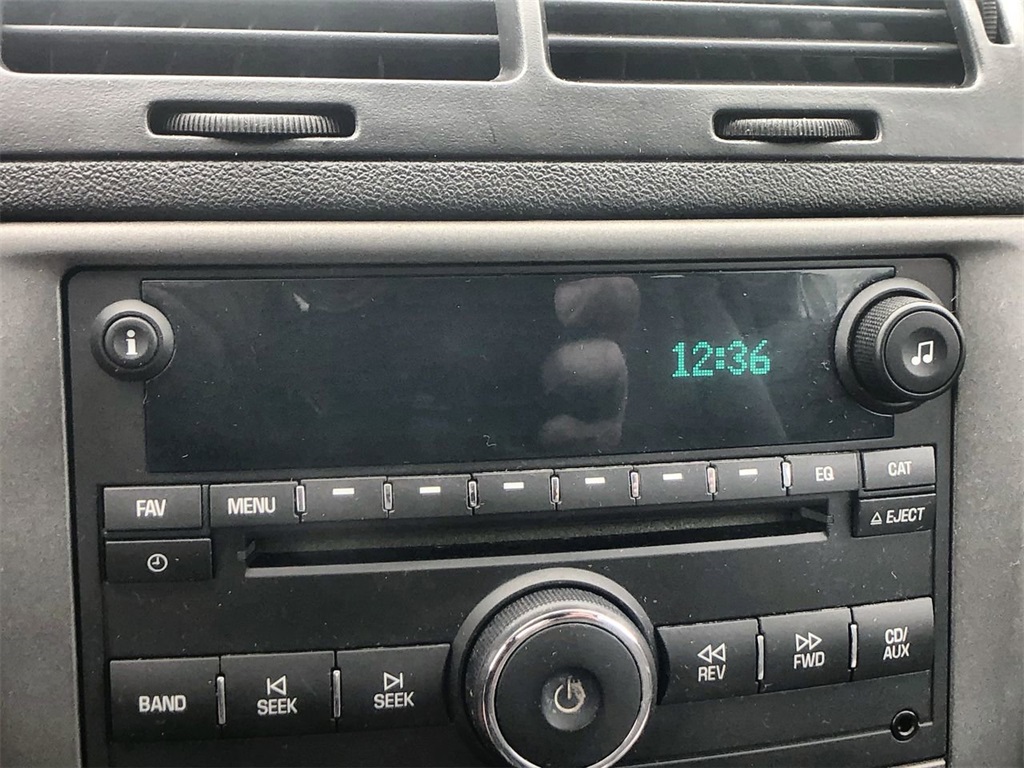 i
12:36
FAV
MENU
EQ
CAT
EJECT
BAND
SEEK
SEEK
REV
FWD
CD/
AUX